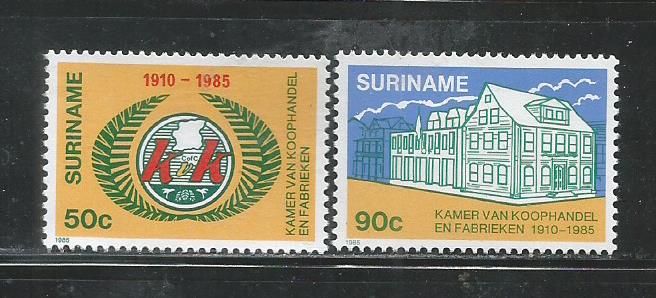 SURINAME
1910 - 1985
KAMER VAN KOOPHANDEL
EN FABRIEKEN
CofC
k k
50c
1985
SURINAME
90c
KAMER VAN KOOPHANDEL
EN FABRIEKEN 1910-1985
1985